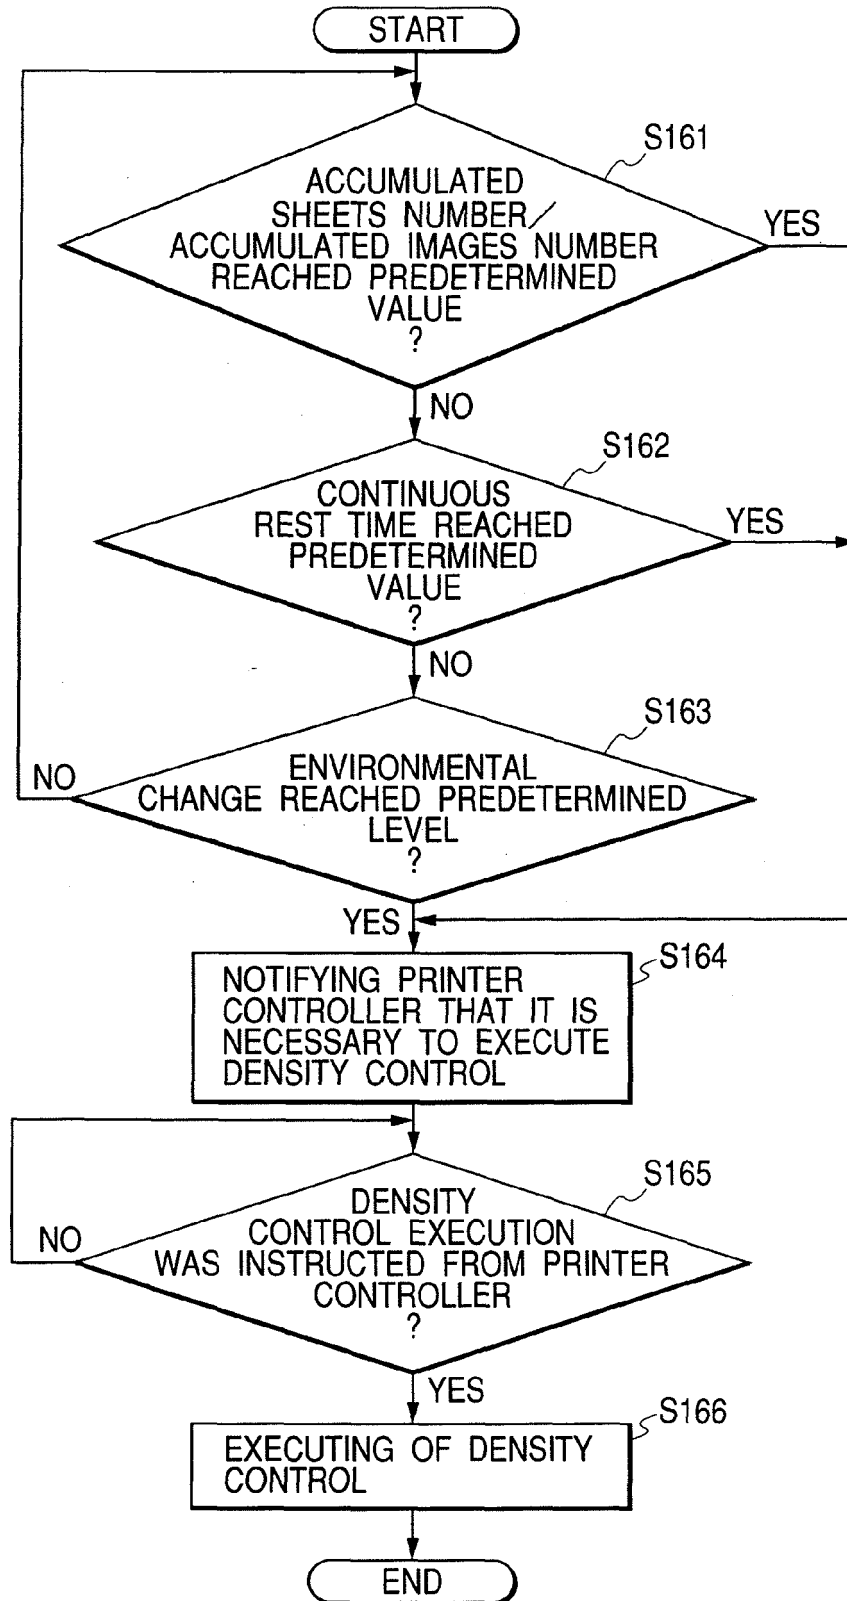 START
S161
ACCUMULATED
SHEETS NUMBER/
ACCUMULATED IMAGES NUMBER
REACHED PREDETERMINED
VALUE
?
YES
NO
S162
CONTINUOUS
REST TIME REACHED
PREDETERMINED
VALUE
?
YES
NO
S163
ENVIRONMENTAL
CHANGE REACHED PREDETERMINED
LEVEL
?
NO
YES
S164
NOTIFYING PRINTER
CONTROLLER THAT IT IS
NECESSARY TO EXECUTE
DENSITY CONTROL
S165
DENSITY
CONTROL EXECUTION
WAS INSTRUCTED FROM PRINTER
CONTROLLER
?
NO
YES
S166
EXECUTING OF DENSITY
CONTROL
END